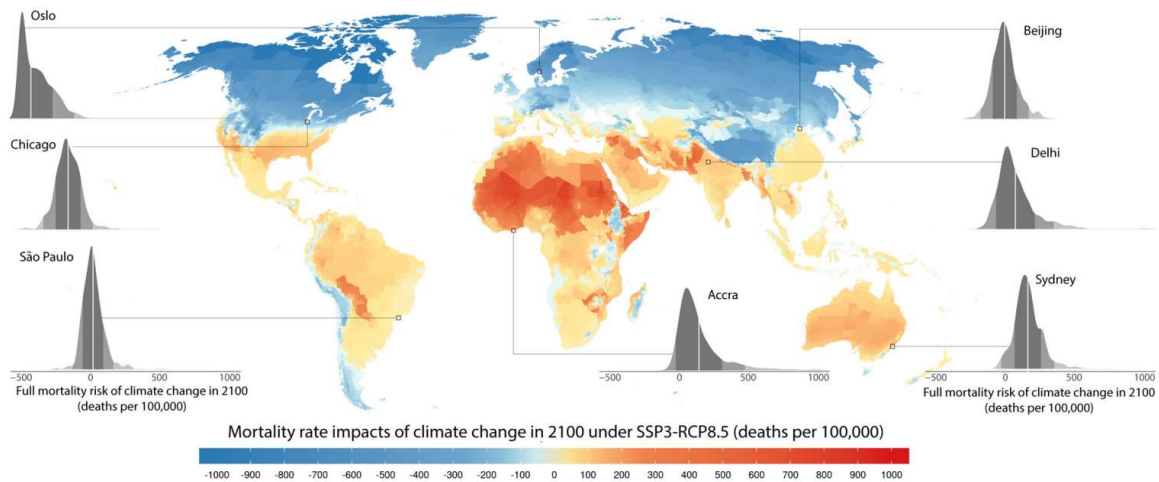 Oslo
Beijing
Chicago
Delhi
São Paulo
Accra
Sydney
−500 0 500 1000
−500 0 500 1000
−500 0 500 1000
Full mortality risk of climate change in 2100
(deaths per 100,000)
Full mortality risk of climate change in 2100
(deaths per 100,000)
Mortality rate impacts of climate change in 2100 under SSP3-RCP8.5 (deaths per 100,000)
-1000 -900 -800 -700 -600 -500 -400 -300 -200 -100 0 100 200 300 400 500 600 700 800 900 1000